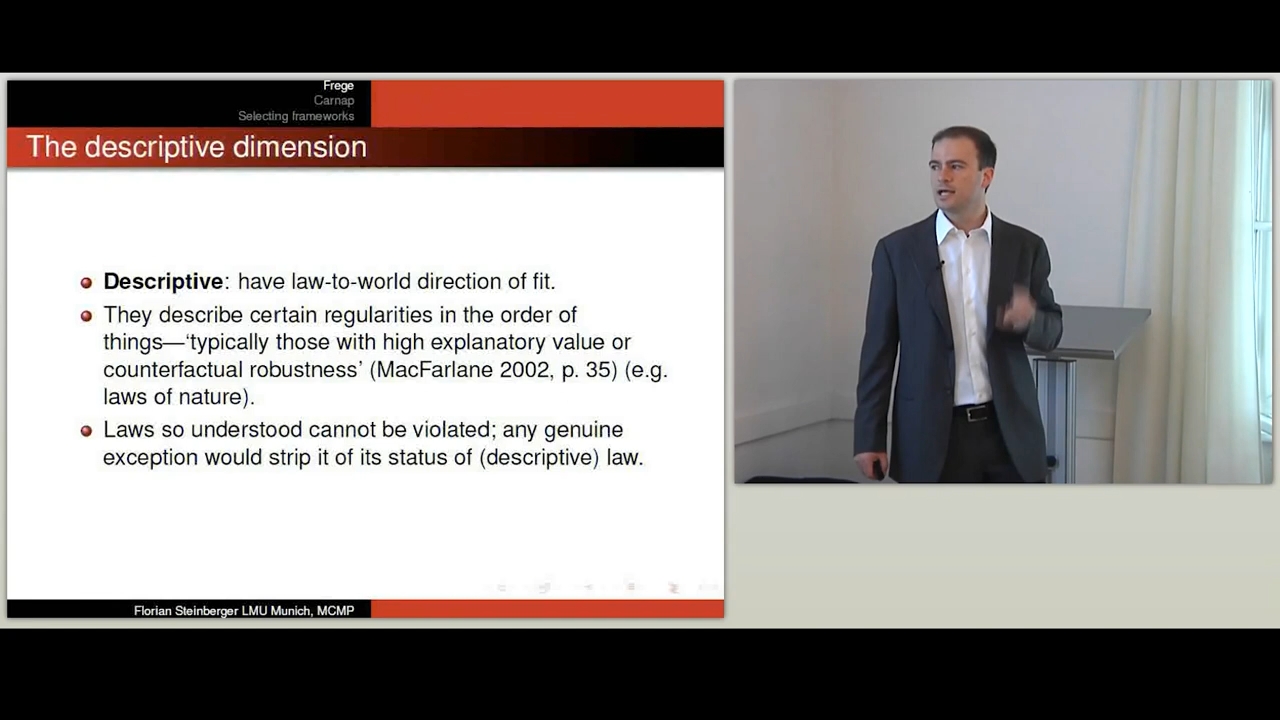 Frege
Carnap
Selecting frameworks
The descriptive dimension
Descriptive: have law-to-world direction of fit.
They describe certain regularities in the order of
things—‘typically those with high explanatory value or
counterfactual robustness’ (MacFarlane 2002, p. 35) (e.g.
laws of nature).
Laws so understood cannot be violated; any genuine
exception would strip it of its status of (descriptive) law.
Florian Steinberger LMU Munich, MCMP